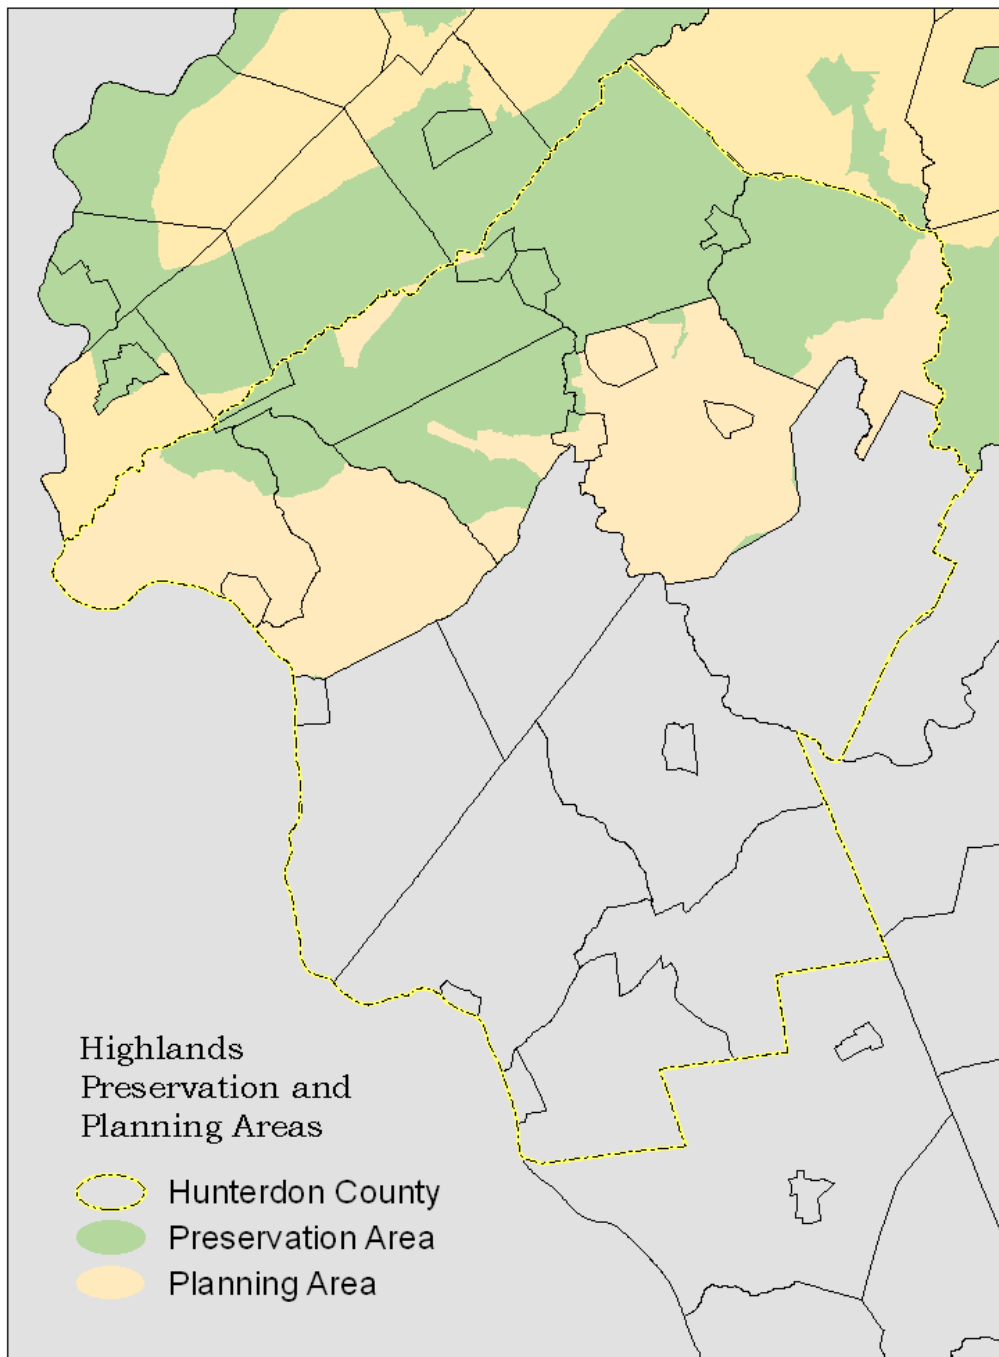 Highlands
Preservation and
Planning Areas
Hunterdon County
Preservation Area
Planning Area